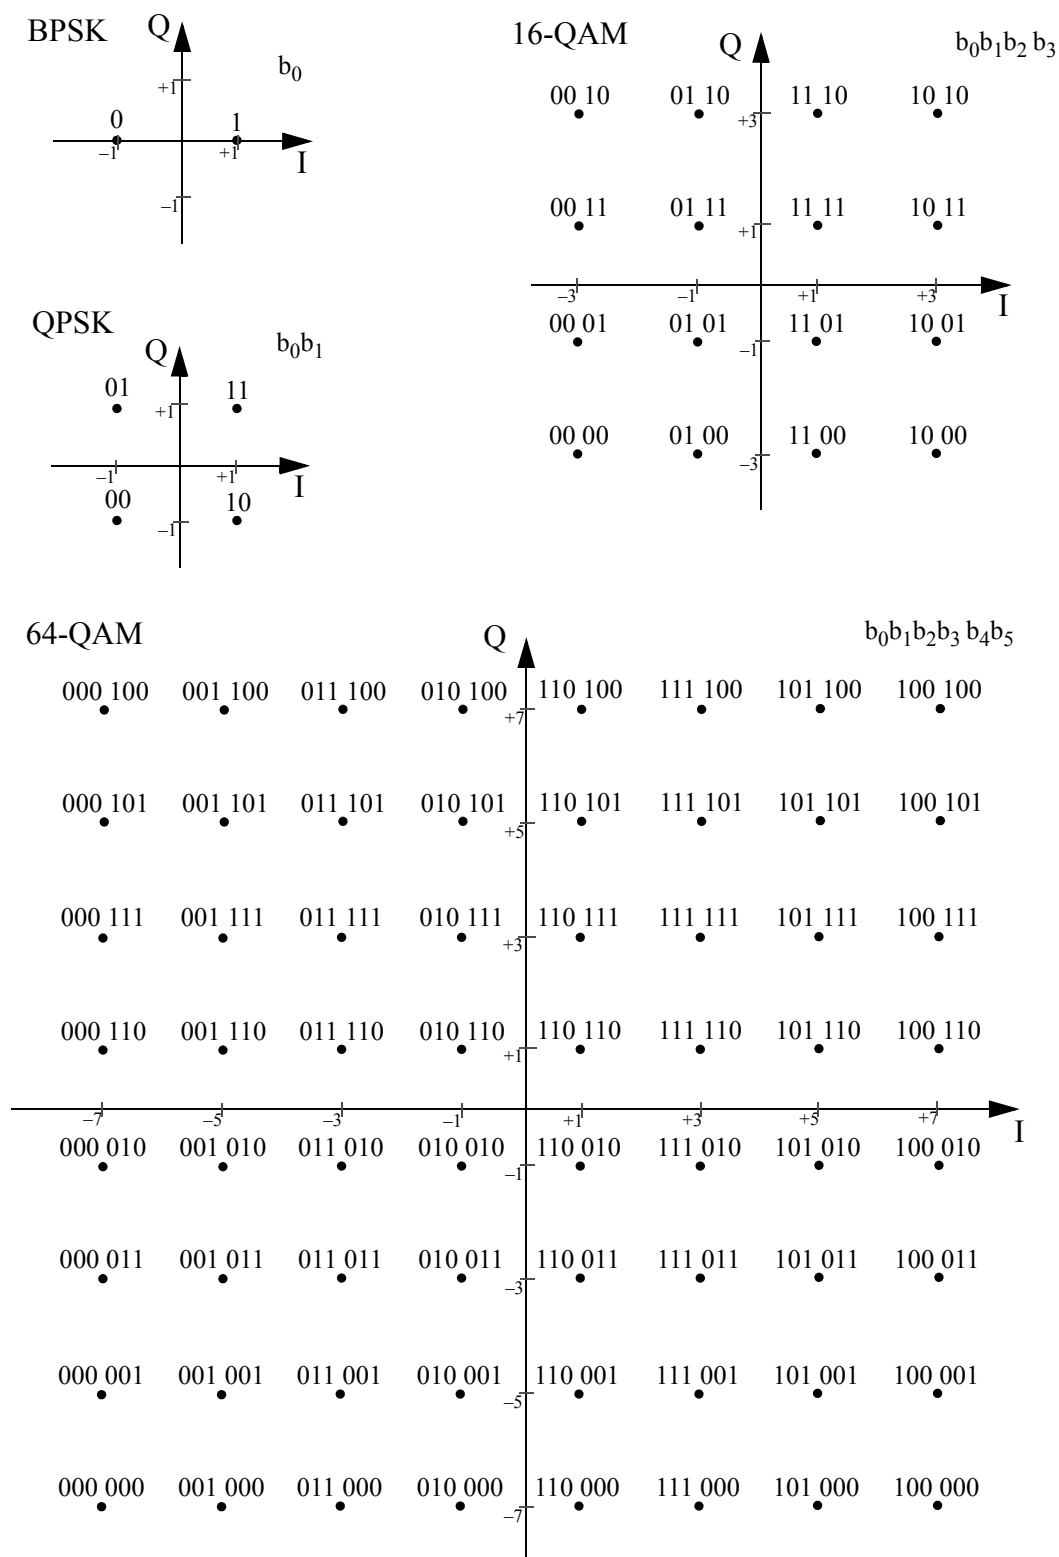 BPSK
Q
b0
+1
0 1
–1 +1
I
–1
QPSK
Q
b0b1
01 11
+1
–1 +1
I
00 10
–1
16-QAM
Q
b0b1b2 b3
00 10 01 10 11 10 10 10
+3
00 11 01 11 11 11 10 11
+1
–3 –1 +1 +3
I
00 01 01 01 11 01 10 01
–1
00 00 01 00 11 00 10 00
–3
64-QAM
Q
b0b1b2b3 b4b5
000 100 001 100 011 100 010 100 110 100 111 100 101 100 100 100
+7
000 101 001 101 011 101 010 101 110 101 111 101 101 101 100 101
+5
000 111 001 111 011 111 010 111 110 111 111 111 101 111 100 111
+3
000 110 001 110 011 110 010 110 110 110 111 110 101 110 100 110
+1
–7 –5 –3 –1 +1 +3 +5 +7
I
000 010 001 010 011 010 010 010 110 010 111 010 101 010 100 010
–1
000 011 001 011 011 011 010 011 110 011 111 011 101 011 100 011
–3
000 001 001 001 011 001 010 001 110 001 111 001 101 001 100 001
–5
000 000 001 000 011 000 010 000 110 000 111 000 101 000 100 000
–7